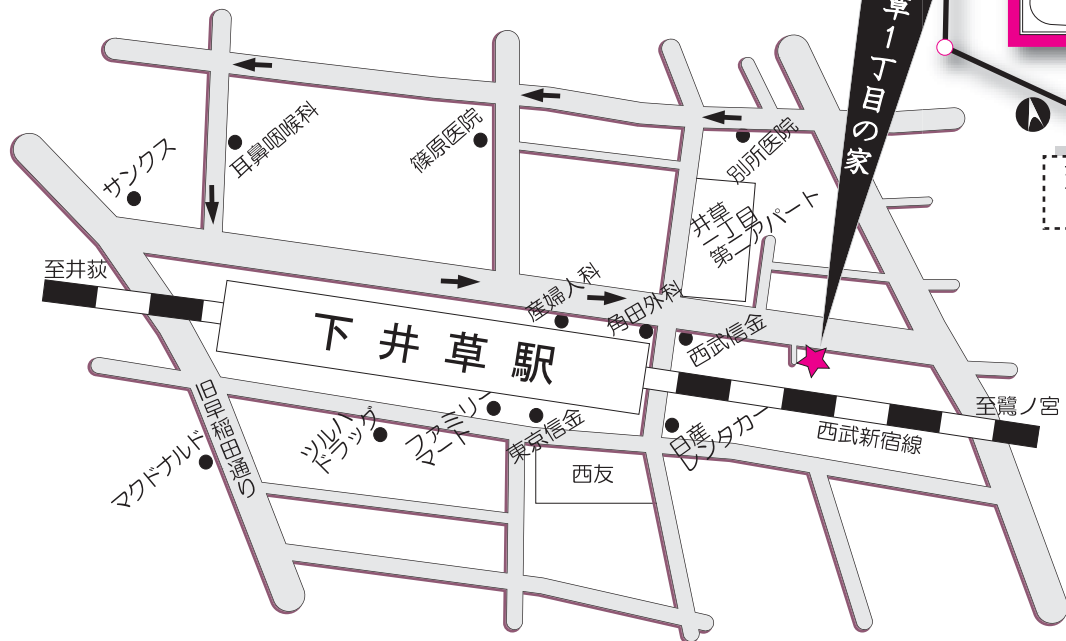 草1丁目の家
耳鼻咽喉科
篠原医院
別所医院
サンクス
井草
一丁目
第二アパート
至井荻
産婦人科
角田外科
西武信金
下井草駅
旧早稲田通り
マクドナルド
ツルハ
ドラッグ
ファミリー
マート
東京信金
日産
レンタカー
西友
西武新宿線
至鷺ノ宮